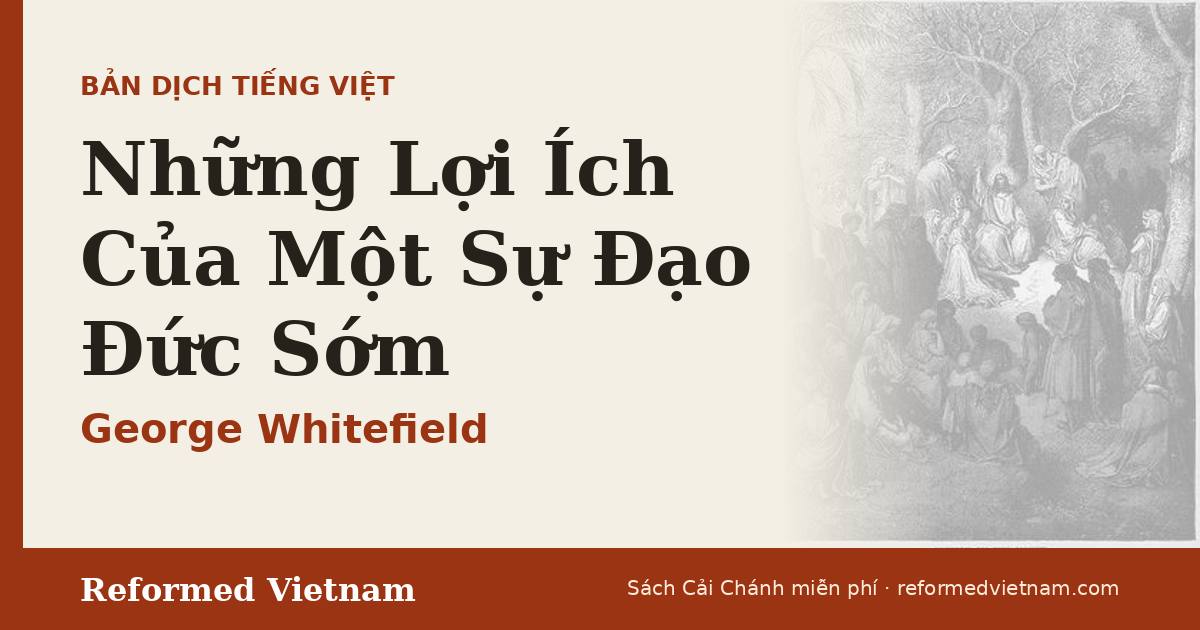 BẢN DỊCH TIẾNG VIỆT
Những Lợi Ích
Của Một Sự Đạo
Đức Sớm
George Whitefield
Reformed Vietnam
Sách Cải Chánh miễn phí · reformedvietnam.com